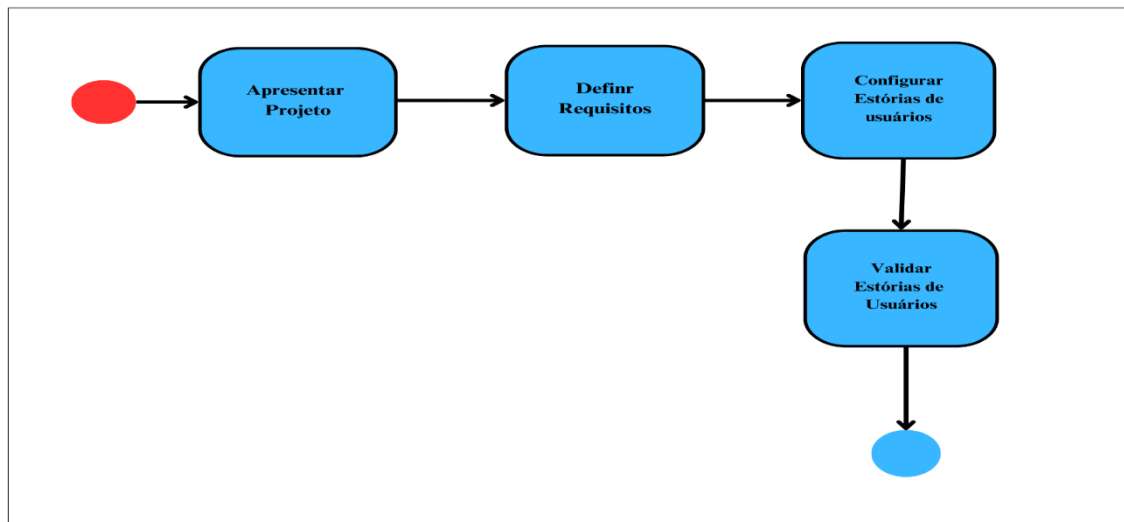 Apresentar
Projeto
Definr
Requisitos
Configurar
Estórias de
usuários
Validar
Estórias de
Usuários